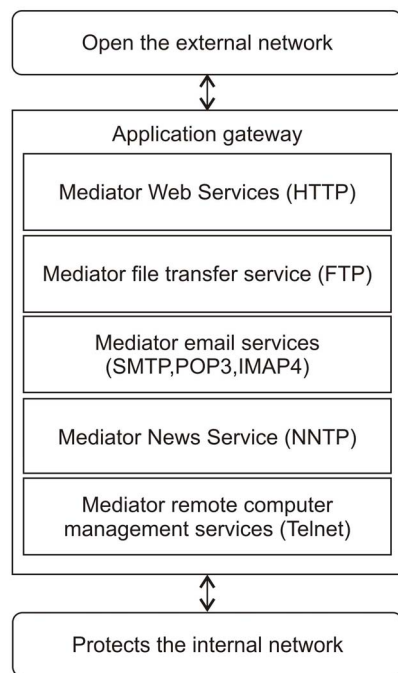 Open the external network
Application gateway
Mediator Web Services (HTTP)
Mediator file transfer service (FTP)
Mediator email services
(SMTP,POP3,IMAP4)
Mediator News Service (NNTP)
Mediator remote computer
management services (Telnet)
Protects the internal network